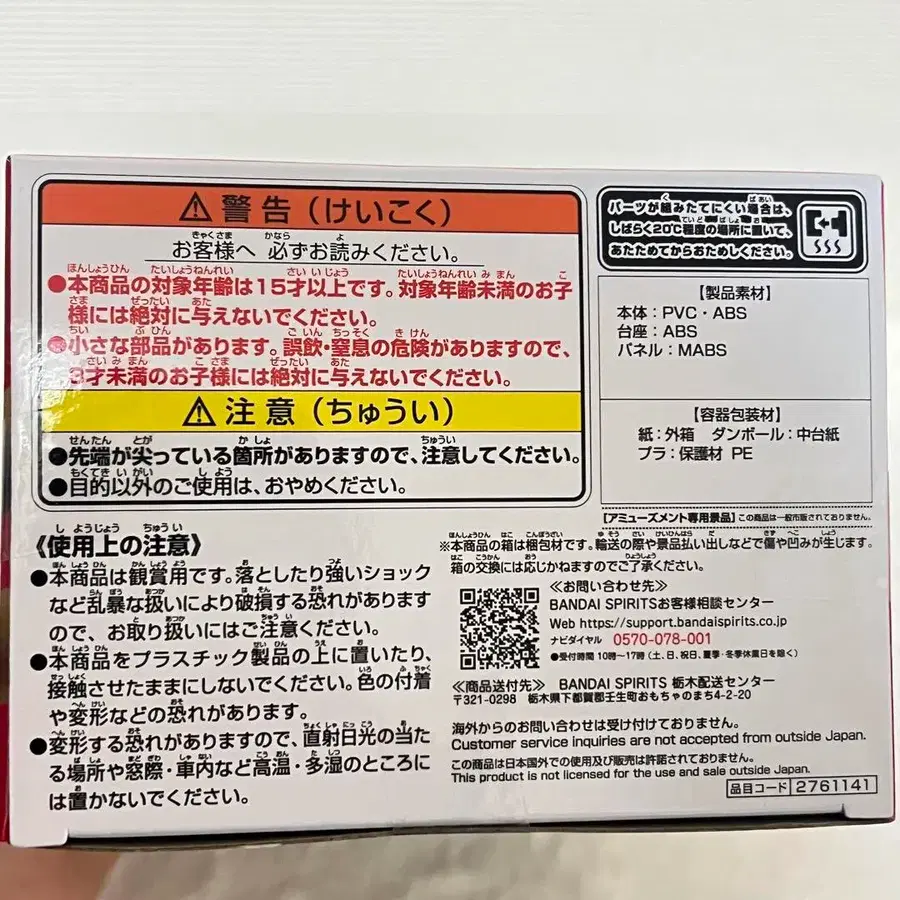 ⚠警告（けいこく）
お客様へ 必ずお読みください。
●本商品の対象年齢は15才以上です。対象年齢未満のお子
様には絶対に与えないでください。
●小さな部品があります。誤飲・窒息の危険がありますので、
3才未満のお子様には絶対に与えないでください。
⚠注意（ちゅうい）
●先端が尖っている箇所がありますので、注意してください。
●目的以外のご使用は、おやめください。
パーツが組みたてにくい場合は、
しばらく20℃程度の場所に置いて、
あたためてからおためしください。
【製品素材】
本体：PVC・ABS
台座：ABS
パネル：MABS
【容器包装材】
紙：外箱 ダンボール：中台紙
プラ：保護材 PE
《使用上の注意》
●本商品は観賞用です。落としたり強いショック
など乱暴な扱いにより破損する恐れがあります
ので、お取り扱いにはご注意ください。
●本商品をプラスチック製品の上に置いたり、
接触させたままにしないでください。色の付着
や変形などの恐れがあります。
●変形する恐れがありますので、直射日光の当た
る場所や窓際・車内など高温・多湿のところに
は置かないでください。
【アミューズメント専用景品】この商品は一般市販されておりません。
※本商品の箱は梱包材です。輸送の際や景品払い出しなどで傷や凹みが生じます。
箱の交換には応じかねますのでご了承ください。
≪お問い合わせ先≫
BANDAI SPIRITSお客様相談センター
Web https://support.bandaispirits.co.jp
ナビダイヤル 0570-078-001
●受付時間 10時～17時（土、日、祝日、夏季・冬季休業日を除く）
≪商品送付先≫ BANDAI SPIRITS 栃木配送センター
〒321-0298 栃木県下都賀郡壬生町おもちゃのまち4-2-20
海外からのお問い合わせは受け付けておりません。
Customer service inquiries are not accepted from outside Japan.
この商品は日本国外での使用及び販売は許諾されておりません。
This product is not licensed for the use and sale outside Japan.
品目コード 2761141